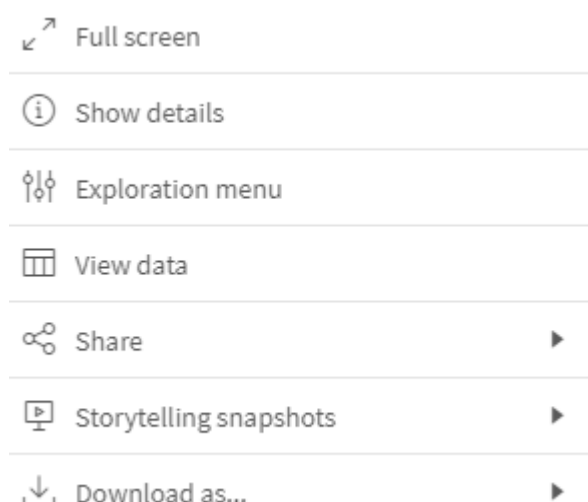 Full screen
Show details
Exploration menu
View data
Share
Storytelling snapshots
Download as...